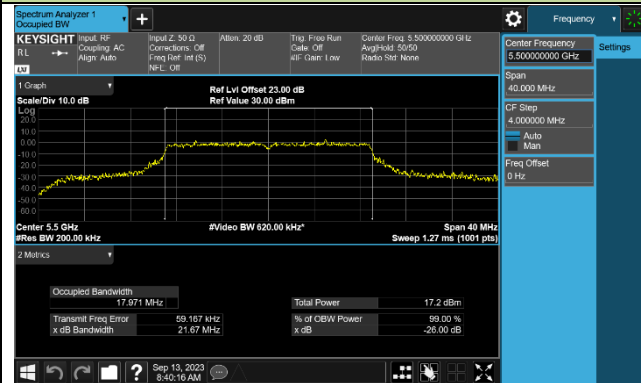 Spectrum Analyzer 1
Occupied BW
Frequency
KEYSIGHT
Input: RF
Input Z: 50 Ω
Atten: 20 dB
Trig: Free Run
Center Freq: 5.500000000 GHz
RL
Coupling: AC
Corrections: Off
Gate: Off
Avg|Hold: 50/50
Align: Auto
Freq Ref: Int (S)
#IF Gain: Low
Radio Std: None
NFE: Off
LXI
1 Graph
Ref Lvl Offset 23.00 dB
Scale/Div 10.0 dB
Ref Value 30.00 dBm
Log
20.0
10.0
0.00
-10.0
-20.0
-30.0
-40.0
-50.0
-60.0
Center 5.5 GHz
#Video BW 620.00 kHz*
Span 40 MHz
#Res BW 200.00 kHz
Sweep 1.27 ms (1001 pts)
2 Metrics
Occupied Bandwidth
17.971 MHz
Total Power
17.2 dBm
Transmit Freq Error
59.167 kHz
% of OBW Power
99.00 %
x dB Bandwidth
21.67 MHz
x dB
-26.00 dB
Sep 13, 2023
8:40:16 AM
Center Frequency
5.500000000 GHz
Settings
Span
40.000 MHz
CF Step
4.000000 MHz
Auto
Man
Freq Offset
0 Hz